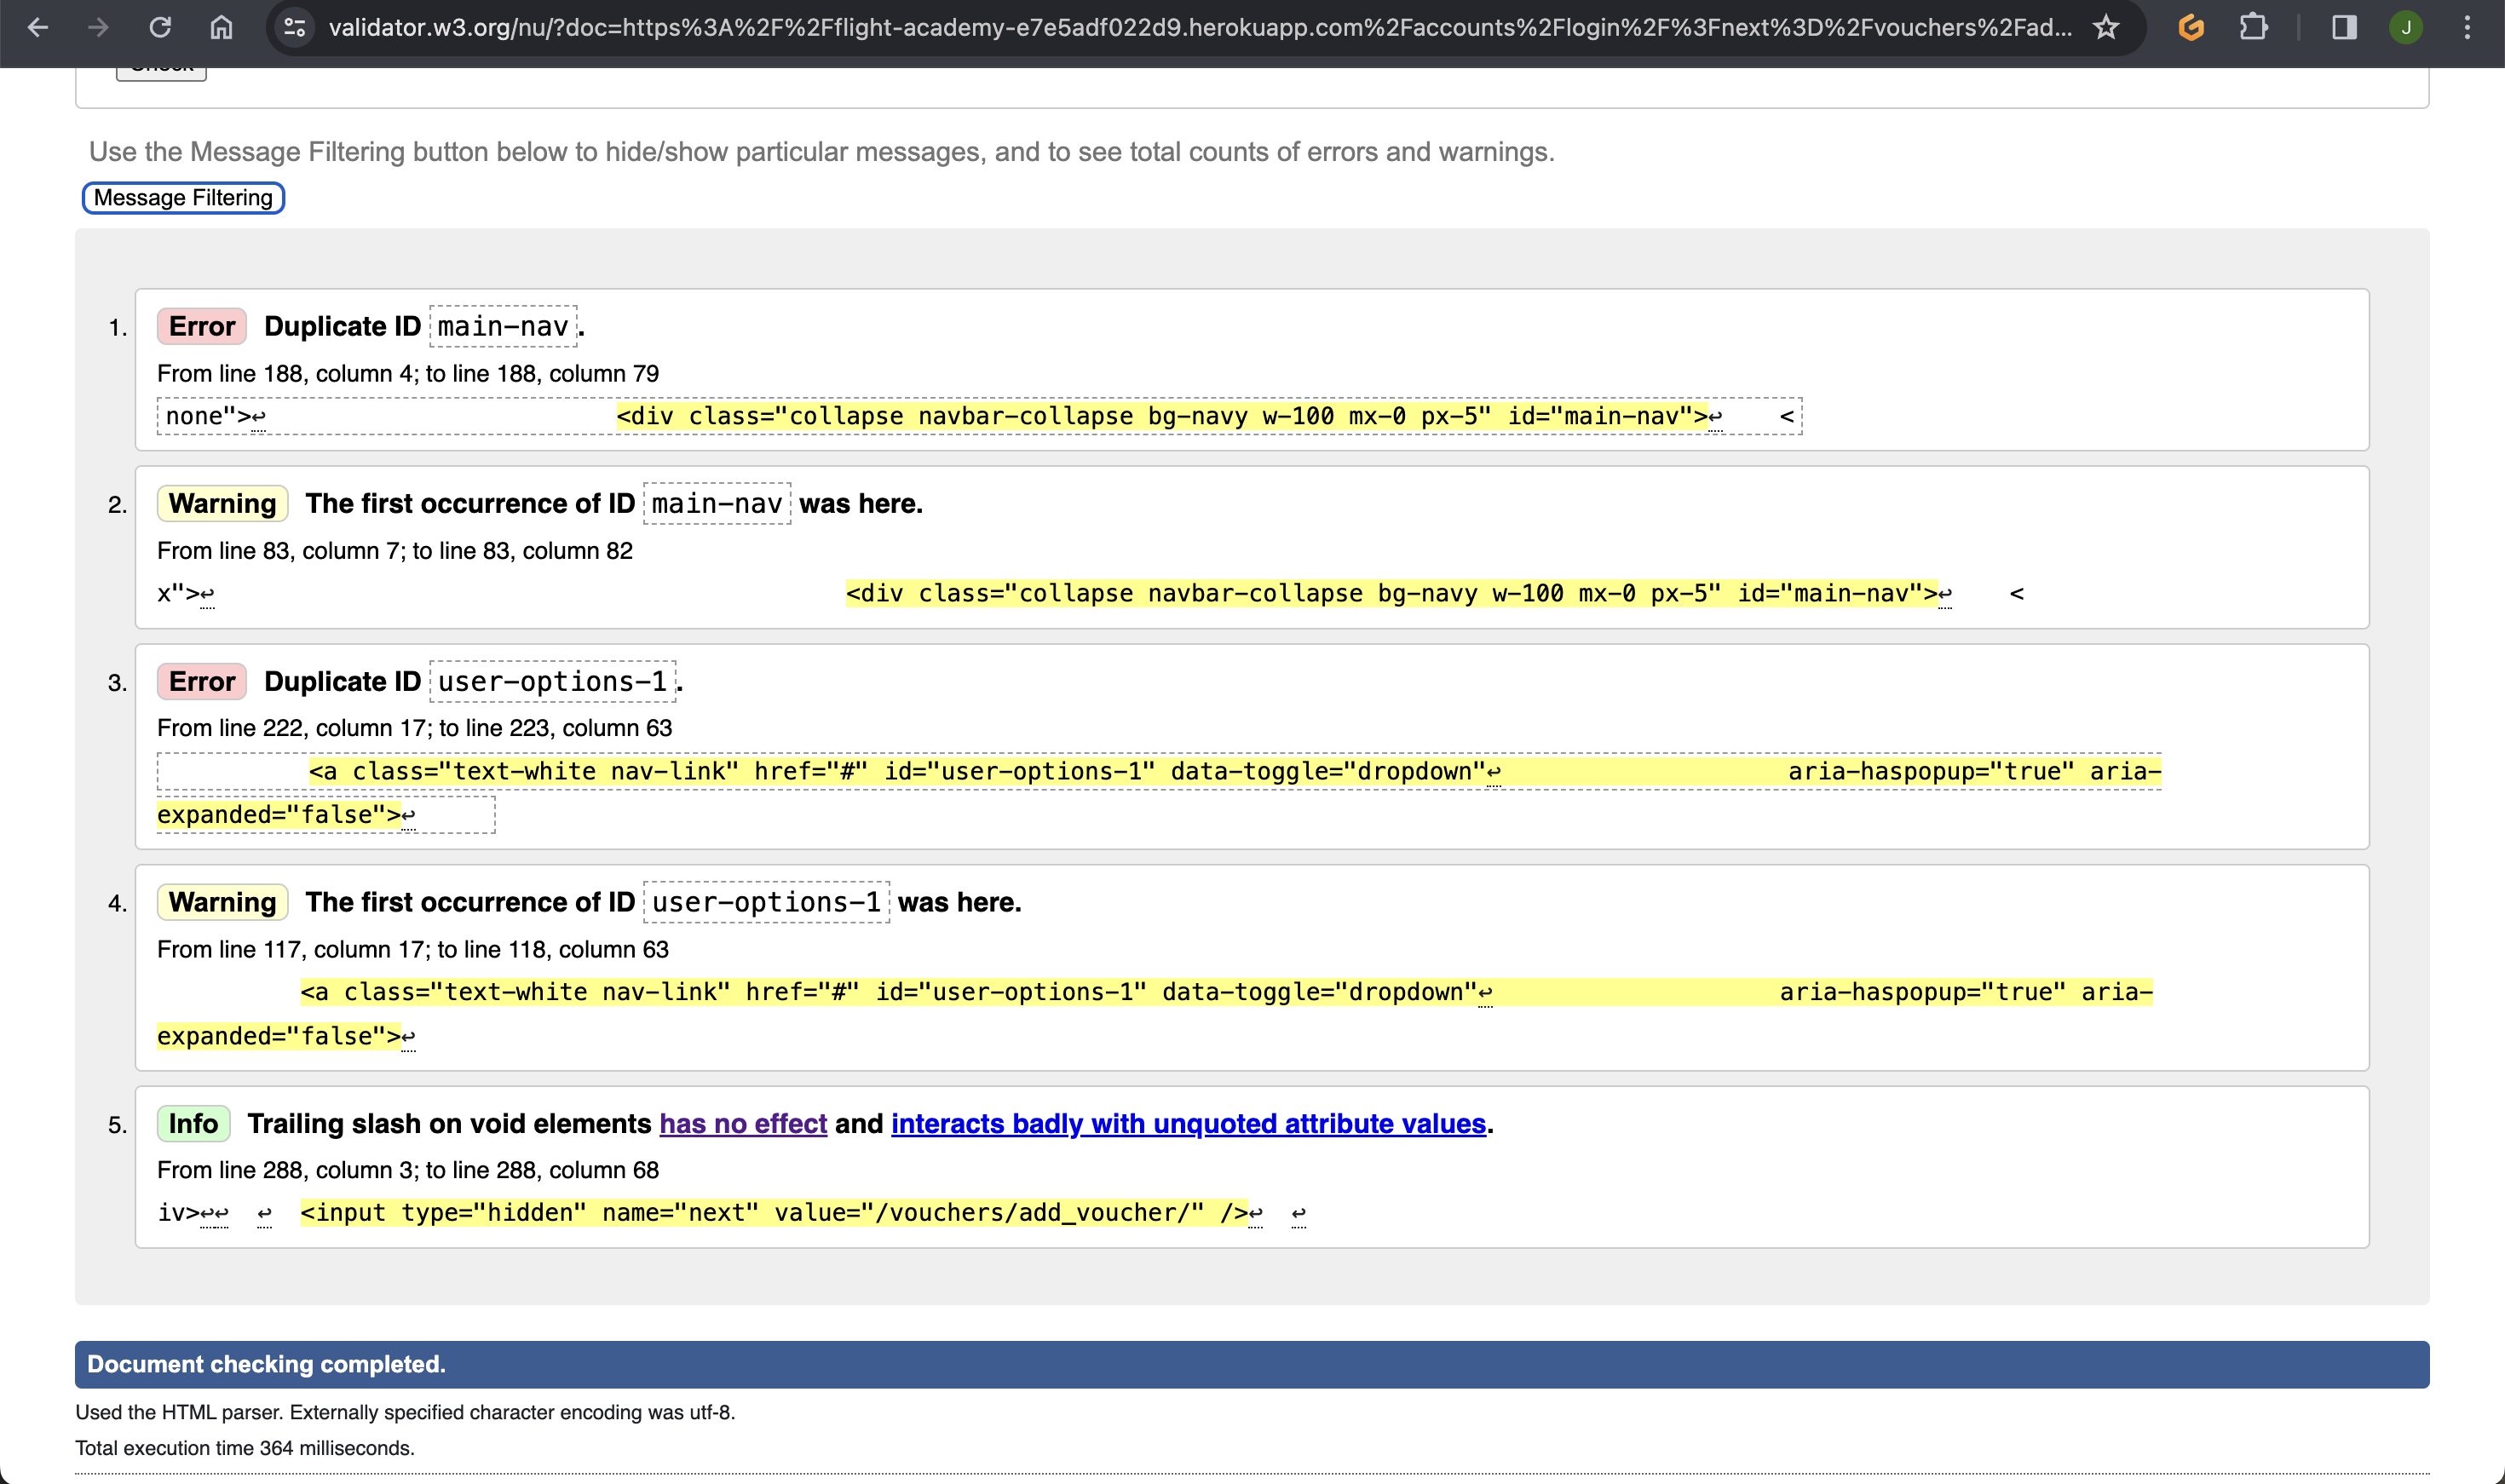 validator.w3.org/nu/?doc=https%3A%2F%2Fflight-academy-e7e5adf022d9.herokuapp.com%2Faccounts%2Flogin%2F%3Fnext%3D%2Fvouchers%2Fad...
J
Check
Use the Message Filtering button below to hide/show particular messages, and to see total counts of errors and warnings.
Message Filtering
1. Error Duplicate ID main-nav.
From line 188, column 4; to line 188, column 79
none">↩ <div class="collapse navbar-collapse bg-navy w-100 mx-0 px-5" id="main-nav">↩ <
2. Warning The first occurrence of ID main-nav was here.
From line 83, column 7; to line 83, column 82
x">↩ <div class="collapse navbar-collapse bg-navy w-100 mx-0 px-5" id="main-nav">↩ <
3. Error Duplicate ID user-options-1.
From line 222, column 17; to line 223, column 63
<a class="text-white nav-link" href="#" id="user-options-1" data-toggle="dropdown"↩ aria-haspopup="true" aria-
expanded="false">↩
4. Warning The first occurrence of ID user-options-1 was here.
From line 117, column 17; to line 118, column 63
<a class="text-white nav-link" href="#" id="user-options-1" data-toggle="dropdown"↩ aria-haspopup="true" aria-
expanded="false">↩
5. Info Trailing slash on void elements has no effect and interacts badly with unquoted attribute values.
From line 288, column 3; to line 288, column 68
iv>↩↩ ↩ <input type="hidden" name="next" value="/vouchers/add_voucher/" />↩ ↩
Document checking completed.
Used the HTML parser. Externally specified character encoding was utf-8.
Total execution time 364 milliseconds.